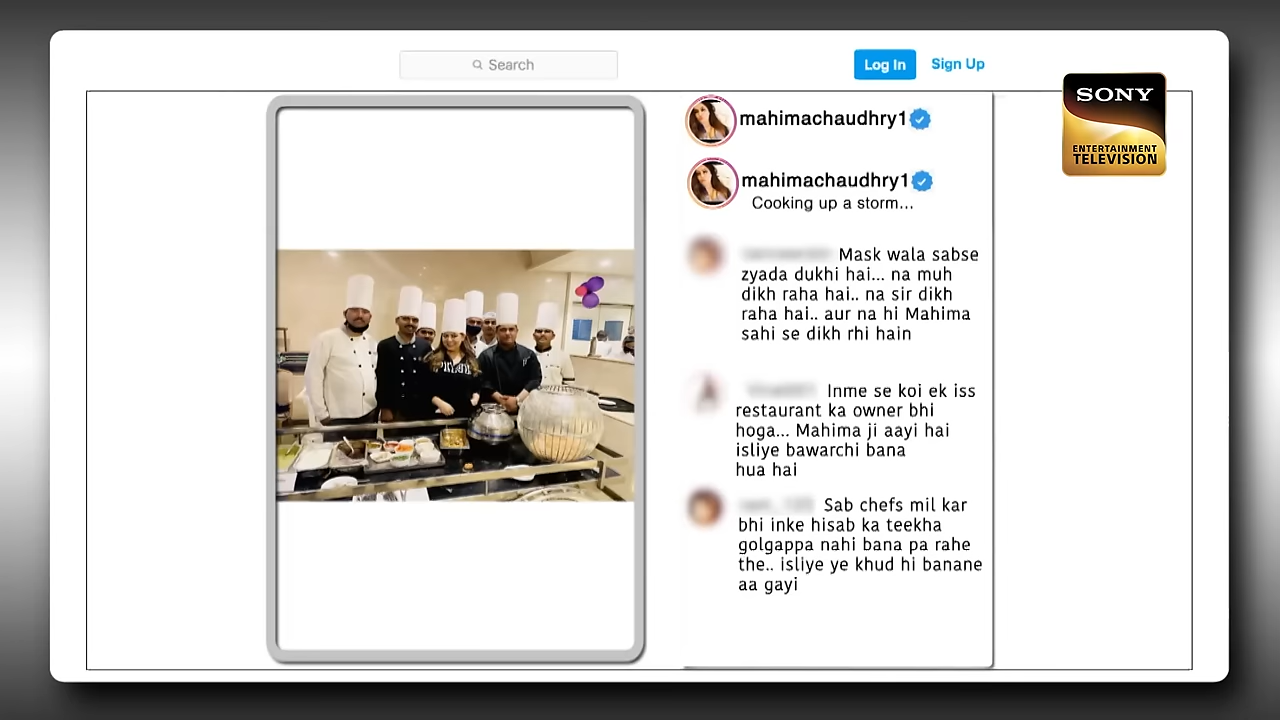 Search
Log In
Sign Up
SONY
ENTERTAINMENT
TELEVISION
mahimachaudhry1
mahimachaudhry1
Cooking up a storm...
Mask wala sabse
zyada dukhi hai... na muh
dikh raha hai.. na sir dikh
raha hai.. aur na hi Mahima
sahi se dikh rhi hain
Inme se koi ek iss
restaurant ka owner bhi
hoga... Mahima ji aayi hai
isliye bawarchi bana
hua hai
Sab chefs mil kar
bhi inke hisab ka teekha
golgappa nahi bana pa rahe
the.. isliye ye khud hi banane
aa gayi